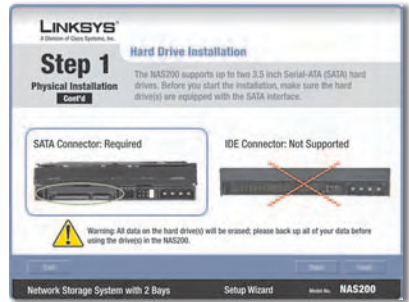 LINKSYS®
A Division of Cisco Systems, Inc.
Step 1
Physical Installation
Cont'd
Hard Drive Installation
The NAS200 supports up to two 3.5 inch Serial-ATA (SATA) hard
drives. Before you start the installation, make sure the hard
drive(s) are equipped with the SATA interface.
SATA Connector: Required
IDE Connector: Not Supported
Warning: All data on the hard drive(s) will be erased; please back up all of your data before
using the drive(s) in the NAS200.
Exit
Network Storage System with 2 Bays
Setup Wizard
Model No.
NAS200